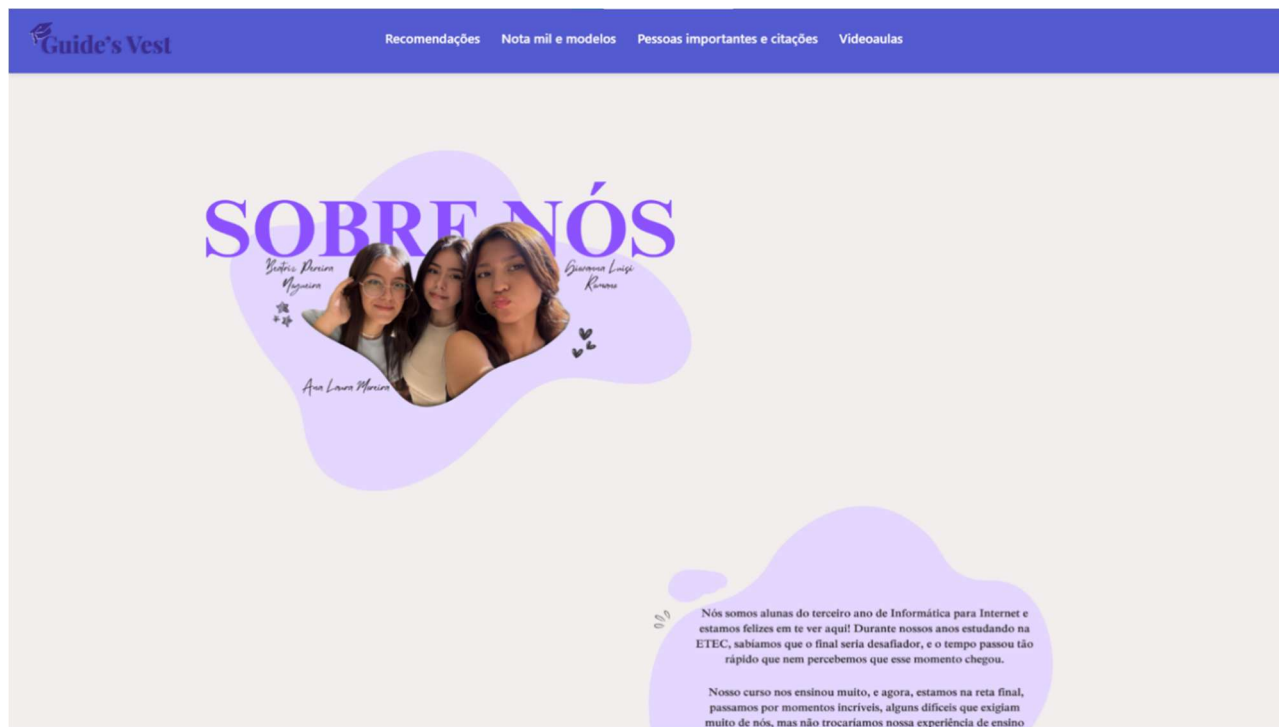 Guide's Vest
Recomendações Nota mil e modelos Pessoas importantes e citações Videoaulas
SOBRE NÓS
Beatriz Pereira
Nogueira
Giovanna Luigi
Romano
Ana Laura Moreira
Nós somos alunas do terceiro ano de Informática para Internet e
estamos felizes em te ver aqui! Durante nossos anos estudando na
ETEC, sabíamos que o final seria desafiador, e o tempo passou tão
rápido que nem percebemos que esse momento chegou.
Nosso curso nos ensinou muito, e agora, estamos na reta final,
passamos por momentos incríveis, alguns difíceis que exigiam
muito de nós, mas não trocaríamos nossa experiência de ensino